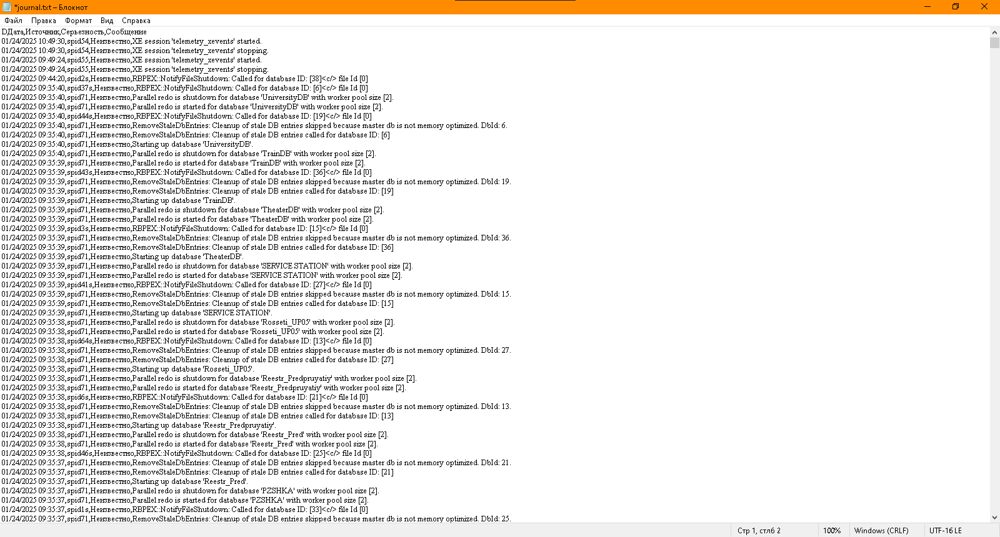 *journal.txt – Блокнот
Файл Правка Формат Вид Справка
DДата,Источник,Серьезность,Сообщение
01/24/2025 10:49:30,spid54,Неизвестно,XE session 'telemetry_xevents' started.
01/24/2025 10:49:30,spid54,Неизвестно,XE session 'telemetry_xevents' stopping.
01/24/2025 09:49:24,spid55,Неизвестно,XE session 'telemetry_xevents' started.
01/24/2025 09:49:24,spid55,Неизвестно,XE session 'telemetry_xevents' stopping.
01/24/2025 09:44:20,spid2s,Неизвестно,RBPEX::NotifyFileShutdown: Called for database ID: [38]<c/> file Id [0]
01/24/2025 09:35:40,spid37s,Неизвестно,RBPEX::NotifyFileShutdown: Called for database ID: [6]<c/> file Id [0]
01/24/2025 09:35:40,spid71,Неизвестно,Parallel redo is shutdown for database 'UniversityDB' with worker pool size [2].
01/24/2025 09:35:40,spid71,Неизвестно,Parallel redo is started for database 'UniversityDB' with worker pool size [2].
01/24/2025 09:35:40,spid44s,Неизвестно,RBPEX::NotifyFileShutdown: Called for database ID: [19]<c/> file Id [0]
01/24/2025 09:35:40,spid71,Неизвестно,RemoveStaleDbEntries: Cleanup of stale DB entries skipped because master db is not memory optimized. DbId: 6.
01/24/2025 09:35:40,spid71,Неизвестно,RemoveStaleDbEntries: Cleanup of stale DB entries called for database ID: [6]
01/24/2025 09:35:40,spid71,Неизвестно,Starting up database 'UniversityDB'.
01/24/2025 09:35:40,spid71,Неизвестно,Parallel redo is shutdown for database 'TrainDB' with worker pool size [2].
01/24/2025 09:35:39,spid71,Неизвестно,Parallel redo is started for database 'TrainDB' with worker pool size [2].
01/24/2025 09:35:39,spid43s,Неизвестно,RBPEX::NotifyFileShutdown: Called for database ID: [36]<c/> file Id [0]
01/24/2025 09:35:39,spid71,Неизвестно,RemoveStaleDbEntries: Cleanup of stale DB entries skipped because master db is not memory optimized. DbId: 19.
01/24/2025 09:35:39,spid71,Неизвестно,RemoveStaleDbEntries: Cleanup of stale DB entries called for database ID: [19]
01/24/2025 09:35:39,spid71,Неизвестно,Starting up database 'TrainDB'.
01/24/2025 09:35:39,spid71,Неизвестно,Parallel redo is shutdown for database 'TheaterDB' with worker pool size [2].
01/24/2025 09:35:39,spid71,Неизвестно,Parallel redo is started for database 'TheaterDB' with worker pool size [2].
01/24/2025 09:35:39,spid3s,Неизвестно,RBPEX::NotifyFileShutdown: Called for database ID: [15]<c/> file Id [0]
01/24/2025 09:35:39,spid71,Неизвестно,RemoveStaleDbEntries: Cleanup of stale DB entries skipped because master db is not memory optimized. DbId: 36.
01/24/2025 09:35:39,spid71,Неизвестно,RemoveStaleDbEntries: Cleanup of stale DB entries called for database ID: [36]
01/24/2025 09:35:39,spid71,Неизвестно,Starting up database 'TheaterDB'.
01/24/2025 09:35:39,spid71,Неизвестно,Parallel redo is shutdown for database 'SERVICE STATION' with worker pool size [2].
01/24/2025 09:35:39,spid71,Неизвестно,Parallel redo is started for database 'SERVICE STATION' with worker pool size [2].
01/24/2025 09:35:39,spid41s,Неизвестно,RBPEX::NotifyFileShutdown: Called for database ID: [27]<c/> file Id [0]
01/24/2025 09:35:39,spid71,Неизвестно,RemoveStaleDbEntries: Cleanup of stale DB entries skipped because master db is not memory optimized. DbId: 15.
01/24/2025 09:35:39,spid71,Неизвестно,RemoveStaleDbEntries: Cleanup of stale DB entries called for database ID: [15]
01/24/2025 09:35:39,spid71,Неизвестно,Starting up database 'SERVICE STATION'.
01/24/2025 09:35:38,spid71,Неизвестно,Parallel redo is shutdown for database 'Rosseti_UP05' with worker pool size [2].
01/24/2025 09:35:38,spid71,Неизвестно,Parallel redo is started for database 'Rosseti_UP05' with worker pool size [2].
01/24/2025 09:35:38,spid64s,Неизвестно,RBPEX::NotifyFileShutdown: Called for database ID: [13]<c/> file Id [0]
01/24/2025 09:35:38,spid71,Неизвестно,RemoveStaleDbEntries: Cleanup of stale DB entries skipped because master db is not memory optimized. DbId: 27.
01/24/2025 09:35:38,spid71,Неизвестно,RemoveStaleDbEntries: Cleanup of stale DB entries called for database ID: [27]
01/24/2025 09:35:38,spid71,Неизвестно,Starting up database 'Rosseti_UP05'.
01/24/2025 09:35:38,spid71,Неизвестно,Parallel redo is shutdown for database 'Reestr_Predpruyatiy' with worker pool size [2].
01/24/2025 09:35:38,spid71,Неизвестно,Parallel redo is started for database 'Reestr_Predpruyatiy' with worker pool size [2].
01/24/2025 09:35:38,spid6s,Неизвестно,RBPEX::NotifyFileShutdown: Called for database ID: [21]<c/> file Id [0]
01/24/2025 09:35:38,spid71,Неизвестно,RemoveStaleDbEntries: Cleanup of stale DB entries skipped because master db is not memory optimized. DbId: 13.
01/24/2025 09:35:38,spid71,Неизвестно,RemoveStaleDbEntries: Cleanup of stale DB entries called for database ID: [13]
01/24/2025 09:35:38,spid71,Неизвестно,Starting up database 'Reestr_Predpruyatiy'.
01/24/2025 09:35:38,spid71,Неизвестно,Parallel redo is shutdown for database 'Reestr_Pred' with worker pool size [2].
01/24/2025 09:35:38,spid71,Неизвестно,Parallel redo is started for database 'Reestr_Pred' with worker pool size [2].
01/24/2025 09:35:38,spid46s,Неизвестно,RBPEX::NotifyFileShutdown: Called for database ID: [25]<c/> file Id [0]
01/24/2025 09:35:37,spid71,Неизвестно,RemoveStaleDbEntries: Cleanup of stale DB entries skipped because master db is not memory optimized. DbId: 21.
01/24/2025 09:35:37,spid71,Неизвестно,RemoveStaleDbEntries: Cleanup of stale DB entries called for database ID: [21]
01/24/2025 09:35:37,spid71,Неизвестно,Starting up database 'Reestr_Pred'.
01/24/2025 09:35:37,spid71,Неизвестно,Parallel redo is shutdown for database 'PZSHKA' with worker pool size [2].
01/24/2025 09:35:37,spid71,Неизвестно,Parallel redo is started for database 'PZSHKA' with worker pool size [2].
01/24/2025 09:35:37,spid1s,Неизвестно,RBPEX::NotifyFileShutdown: Called for database ID: [33]<c/> file Id [0]
01/24/2025 09:35:37,spid71,Неизвестно,RemoveStaleDbEntries: Cleanup of stale DB entries skipped because master db is not memory optimized. DbId: 25.
Стр 1, стлб 2 100% Windows (CRLF) UTF-16 LE